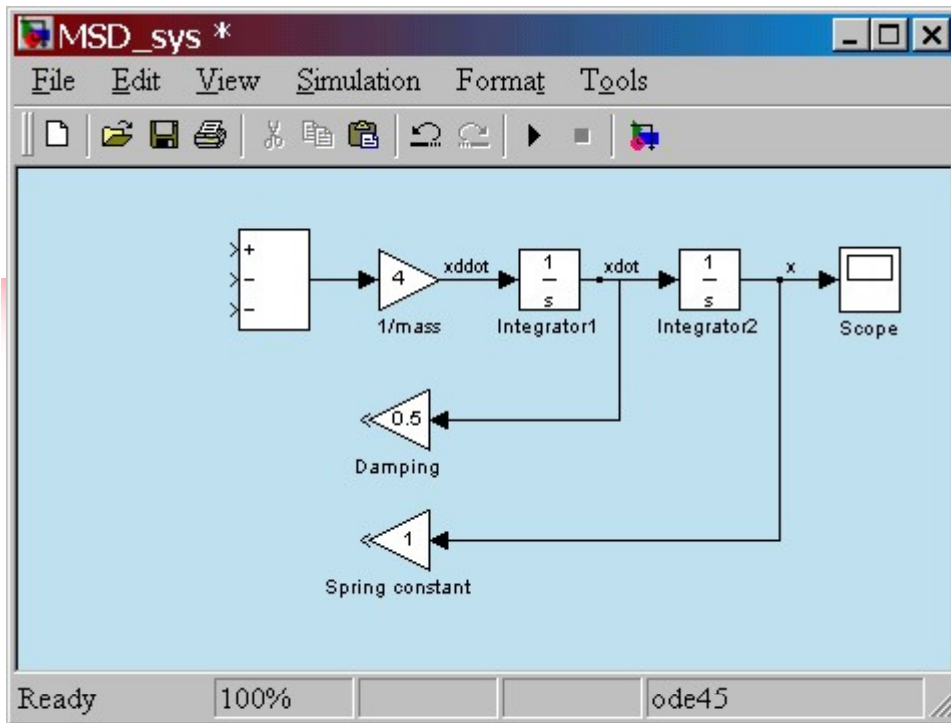 MSD_sys *
File Edit View Simulation Format Tools
+
−
−
4
xddot
1
s
xdot
1
s
x
1/mass
Integrator1
Integrator2
Scope
0.5
Damping
1
Spring constant
Ready 100% ode45